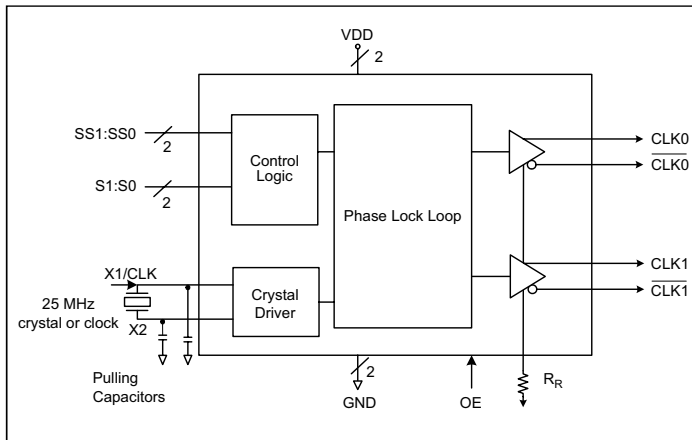 VDD
2
SS1:SS0
2
S1:S0
2
Control
Logic
Phase Lock Loop
CLK0
CLK0
X1/CLK
25 MHz
crystal or clock
X2
Crystal
Driver
CLK1
CLK1
Pulling
Capacitors
2
GND
OE
RR